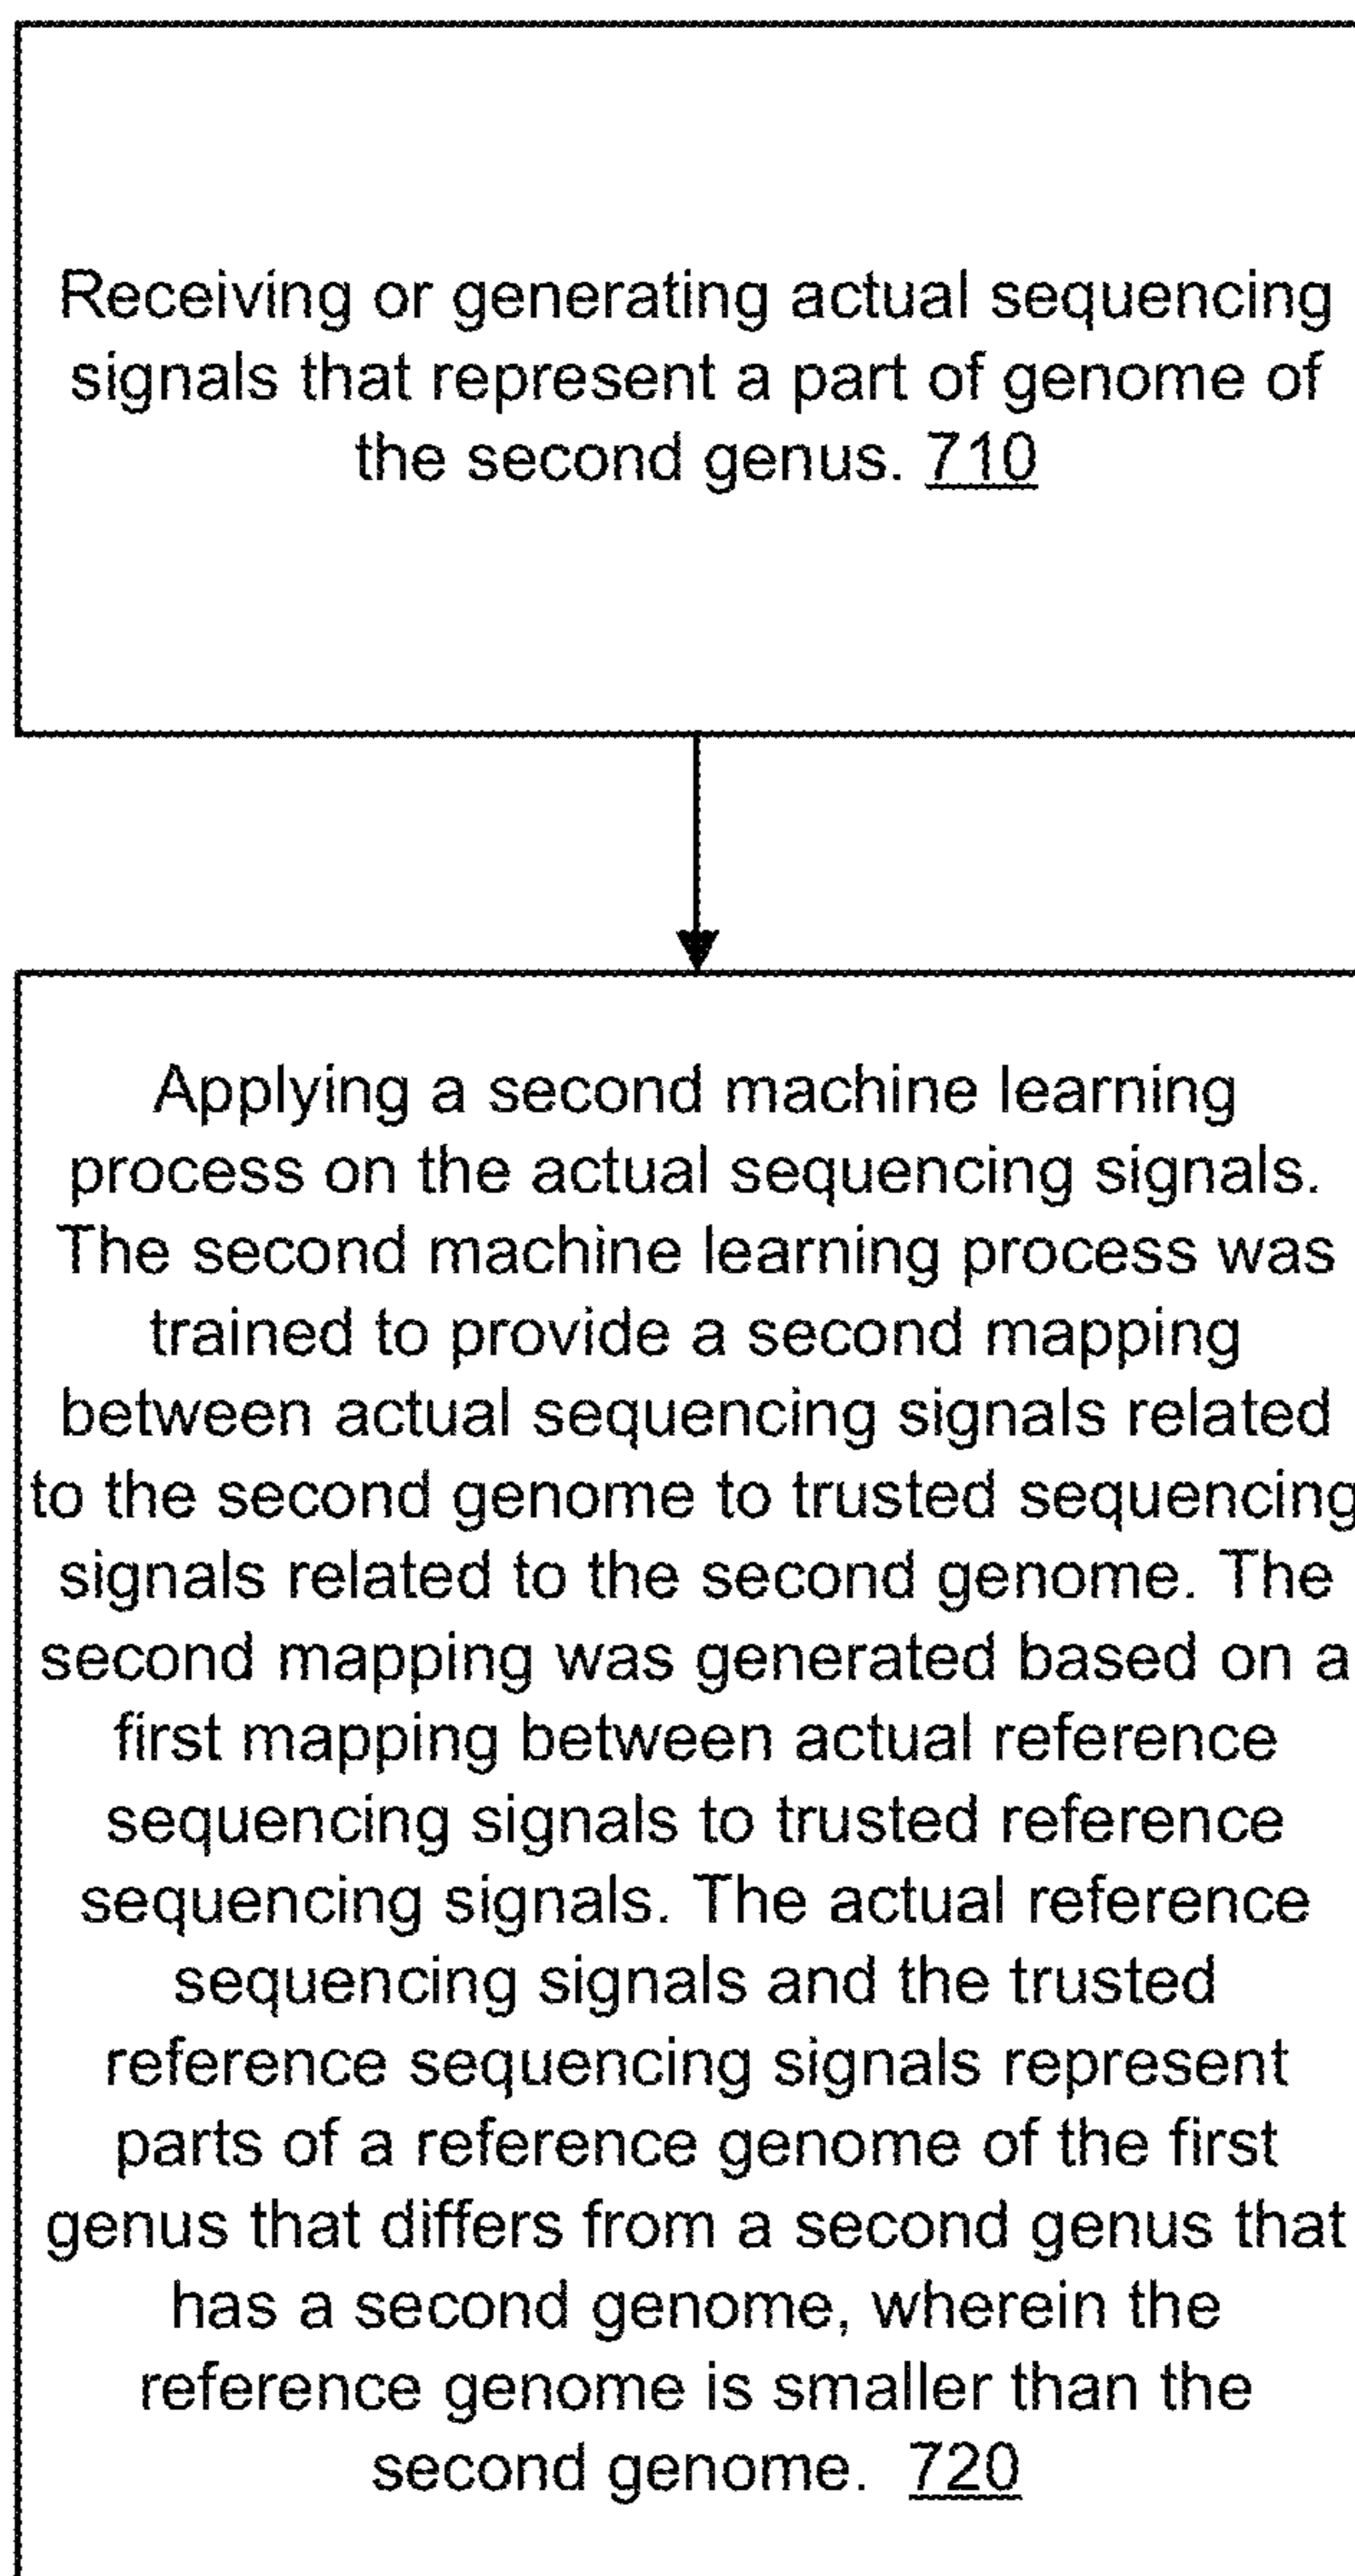 Receiving or generating actual sequencing
signals that represent a part of genome of
the second genus. 710
Applying a second machine learning
process on the actual sequencing signals.
The second machine learning process was
trained to provide a second mapping
between actual sequencing signals related
to the second genome to trusted sequencing
signals related to the second genome. The
second mapping was generated based on a
first mapping between actual reference
sequencing signals to trusted reference
sequencing signals. The actual reference
sequencing signals and the trusted
reference sequencing signals represent
parts of a reference genome of the first
genus that differs from a second genus that
has a second genome, wherein the
reference genome is smaller than the
second genome. 720